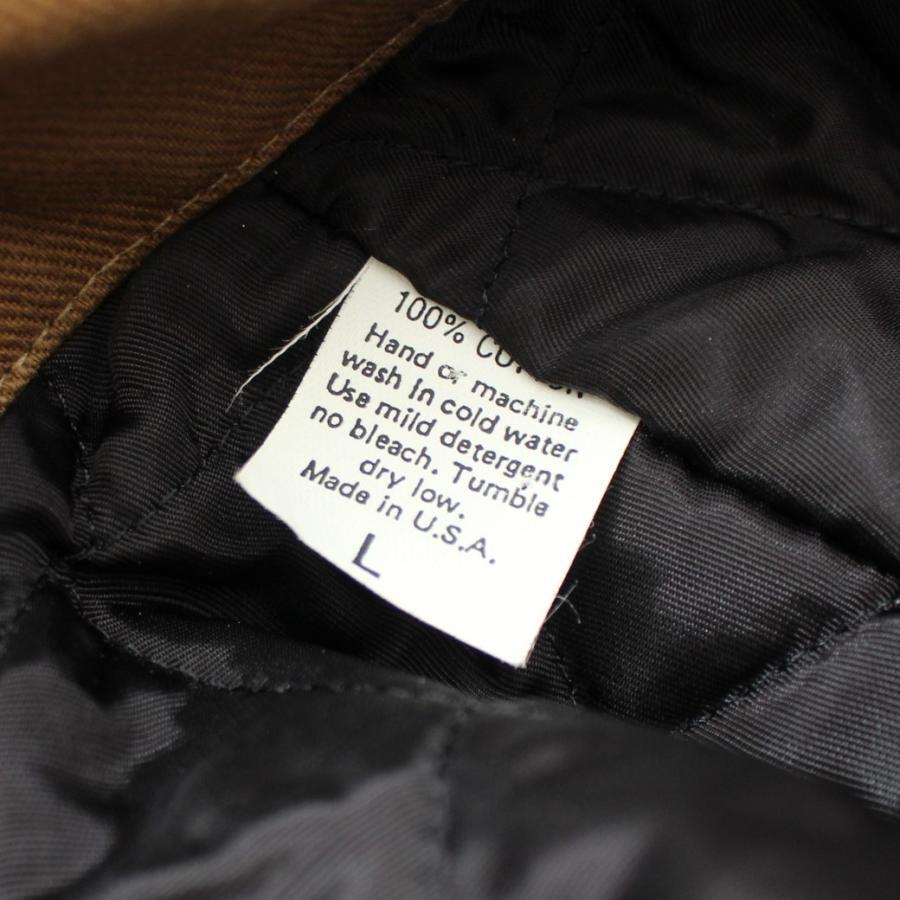 100% COTTON
Hand or machine
wash in cold water
Use mild detergent
no bleach. Tumble
dry low.
Made in U.S.A.
L